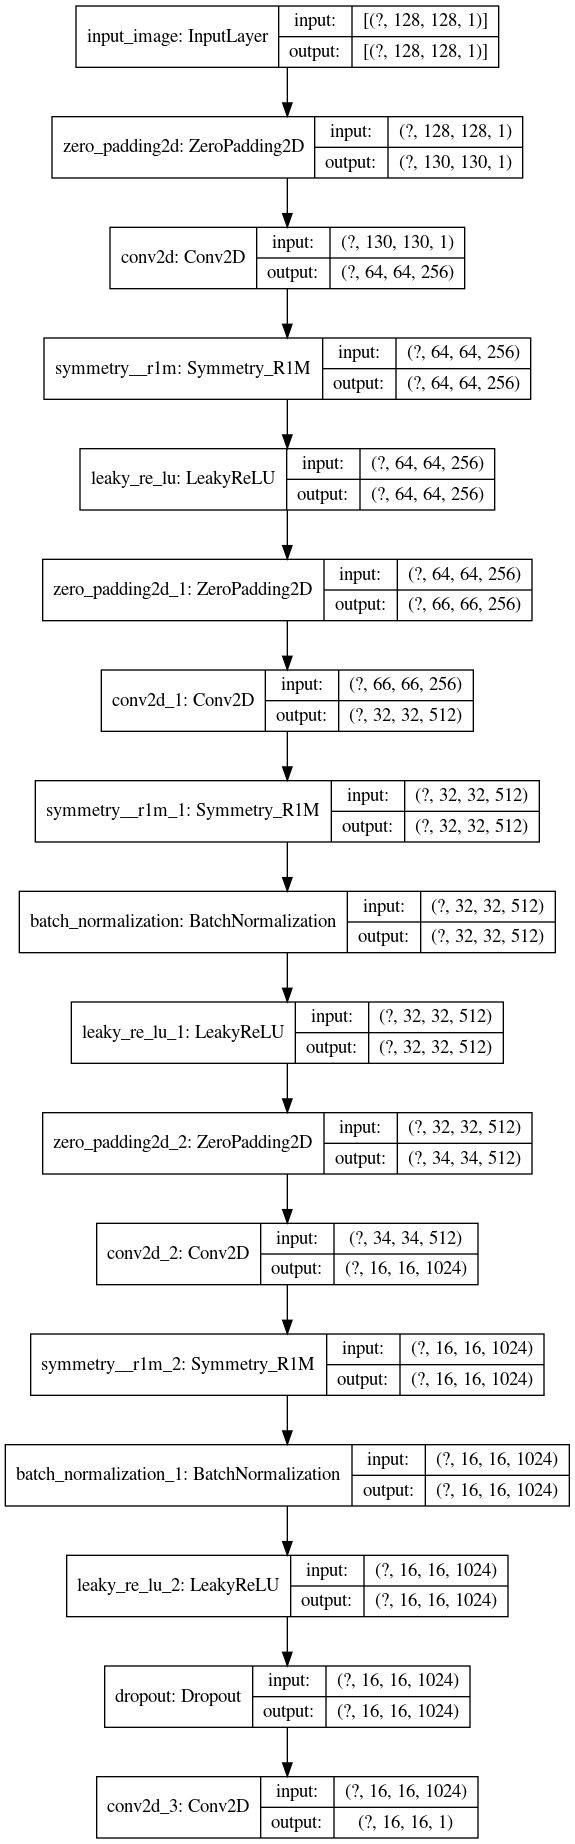 input_image: InputLayer
input: [(?, 128, 128, 1)]
output: [(?, 128, 128, 1)]
zero_padding2d: ZeroPadding2D
input: (?, 128, 128, 1)
output: (?, 130, 130, 1)
conv2d: Conv2D
input: (?, 130, 130, 1)
output: (?, 64, 64, 256)
symmetry__r1m: Symmetry_R1M
input: (?, 64, 64, 256)
output: (?, 64, 64, 256)
leaky_re_lu: LeakyReLU
input: (?, 64, 64, 256)
output: (?, 64, 64, 256)
zero_padding2d_1: ZeroPadding2D
input: (?, 64, 64, 256)
output: (?, 66, 66, 256)
conv2d_1: Conv2D
input: (?, 66, 66, 256)
output: (?, 32, 32, 512)
symmetry__r1m_1: Symmetry_R1M
input: (?, 32, 32, 512)
output: (?, 32, 32, 512)
batch_normalization: BatchNormalization
input: (?, 32, 32, 512)
output: (?, 32, 32, 512)
leaky_re_lu_1: LeakyReLU
input: (?, 32, 32, 512)
output: (?, 32, 32, 512)
zero_padding2d_2: ZeroPadding2D
input: (?, 32, 32, 512)
output: (?, 34, 34, 512)
conv2d_2: Conv2D
input: (?, 34, 34, 512)
output: (?, 16, 16, 1024)
symmetry__r1m_2: Symmetry_R1M
input: (?, 16, 16, 1024)
output: (?, 16, 16, 1024)
batch_normalization_1: BatchNormalization
input: (?, 16, 16, 1024)
output: (?, 16, 16, 1024)
leaky_re_lu_2: LeakyReLU
input: (?, 16, 16, 1024)
output: (?, 16, 16, 1024)
dropout: Dropout
input: (?, 16, 16, 1024)
output: (?, 16, 16, 1024)
conv2d_3: Conv2D
input: (?, 16, 16, 1024)
output: (?, 16, 16, 1)